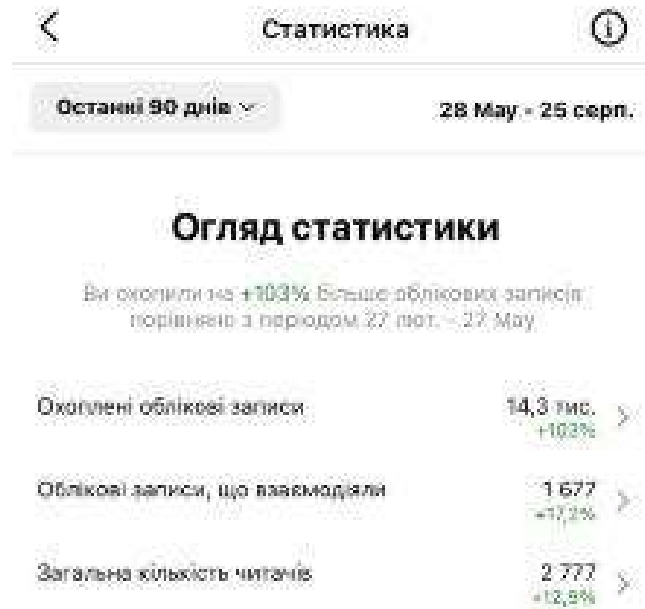 Статистика
Останні 90 днів 28 May - 25 серп.
Огляд статистики
Ви охопили на +103% більше облікових записів
порівняно з періодом 27 лют. - 27 May
Охоплені облікові записи 14,3 тис.
+103%
Облікові записи, що взаємодіяли 1 677
+17,2%
Загальна кількість читачів 2 777
+12,9%